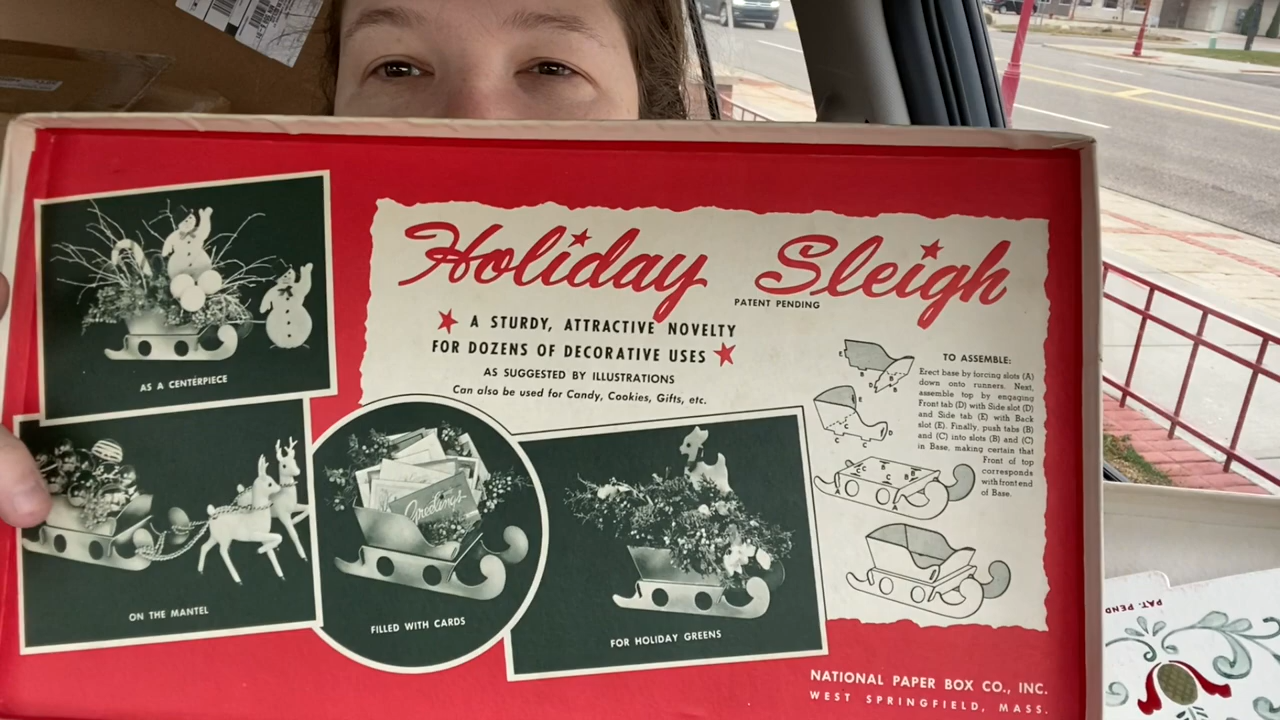 Holiday Sleigh
PATENT PENDING
A STURDY, ATTRACTIVE NOVELTY
FOR DOZENS OF DECORATIVE USES
AS SUGGESTED BY ILLUSTRATIONS
Can also be used for Candy, Cookies, Gifts, etc.
TO ASSEMBLE:
Erect base by forcing slots (A)
down onto runners. Next,
assemble top by engaging
Front tab (D) with Side slot (D)
and Side tab (E) with Back
slot (E). Finally, push tabs (B)
and (C) into slots (B) and (C)
in Base, making certain that
Front of top
corresponds
with front end
of Base.
AS A CENTERPIECE
Greetings
ON THE MANTEL
FILLED WITH CARDS
FOR HOLIDAY GREENS
NATIONAL PAPER BOX CO., INC.
WEST SPRINGFIELD, MASS.
PAT. PEND